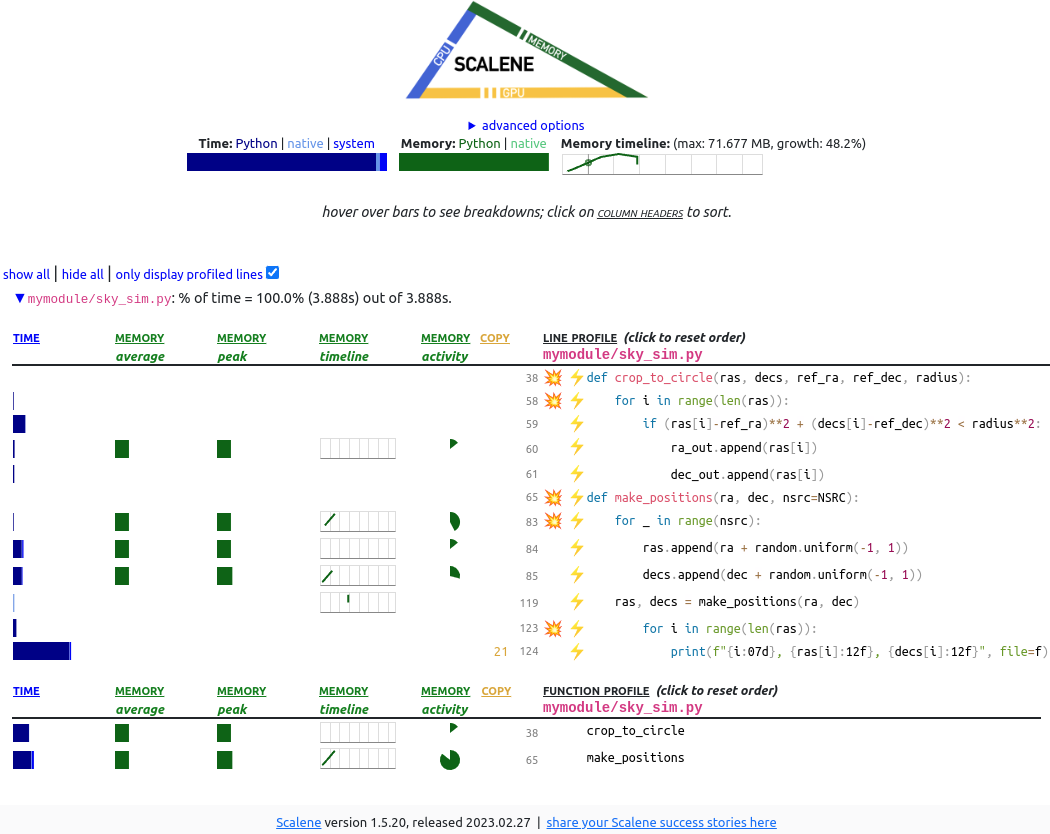 CPU
MEMORY
SCALENE
GPU
▶ advanced options
Time: Python | native | system Memory: Python | native Memory timeline: (max: 71.677 MB, growth: 48.2%)
hover over bars to see breakdowns; click on COLUMN HEADERS to sort.
show all | hide all | only display profiled lines
▼mymodule/sky_sim.py: % of time = 100.0% (3.888s) out of 3.888s.
TIME MEMORY MEMORY MEMORY MEMORY COPY LINE PROFILE (click to reset order)
average peak timeline activity mymodule/sky_sim.py
38 💥 ⚡def crop_to_circle(ras, decs, ref_ra, ref_dec, radius):
58 💥 ⚡ for i in range(len(ras)):
59 ⚡ if (ras[i]-ref_ra)**2 + (decs[i]-ref_dec)**2 < radius**2:
60 ⚡ ra_out.append(ras[i])
61 ⚡ dec_out.append(ras[i])
65 💥 ⚡def make_positions(ra, dec, nsrc=NSRC):
83 💥 ⚡ for _ in range(nsrc):
84 ⚡ ras.append(ra + random.uniform(-1, 1))
85 ⚡ decs.append(dec + random.uniform(-1, 1))
119 ⚡ ras, decs = make_positions(ra, dec)
123 💥 ⚡ for i in range(len(ras)):
21 124 ⚡ print(f"{i:07d}, {ras[i]:12f}, {decs[i]:12f}", file=f)
TIME MEMORY MEMORY MEMORY MEMORY COPY FUNCTION PROFILE (click to reset order)
average peak timeline activity mymodule/sky_sim.py
38 crop_to_circle
65 make_positions
Scalene version 1.5.20, released 2023.02.27 | share your Scalene success stories here